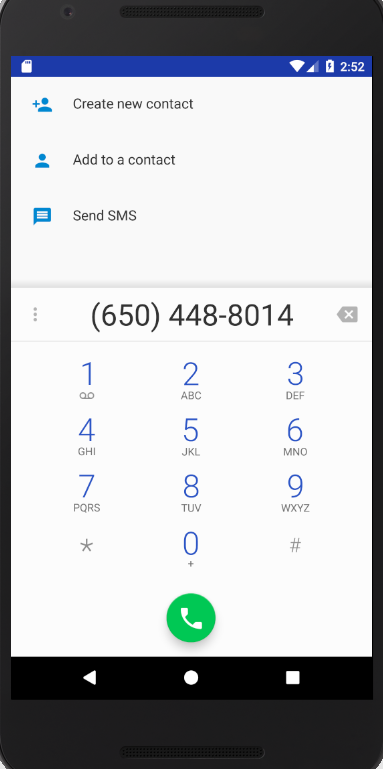 2:52
Create new contact
Add to a contact
Send SMS
(650) 448-8014
1 2 3
ABC DEF
4 5 6
GHI JKL MNO
7 8 9
PQRS TUV WXYZ
* 0 #
+